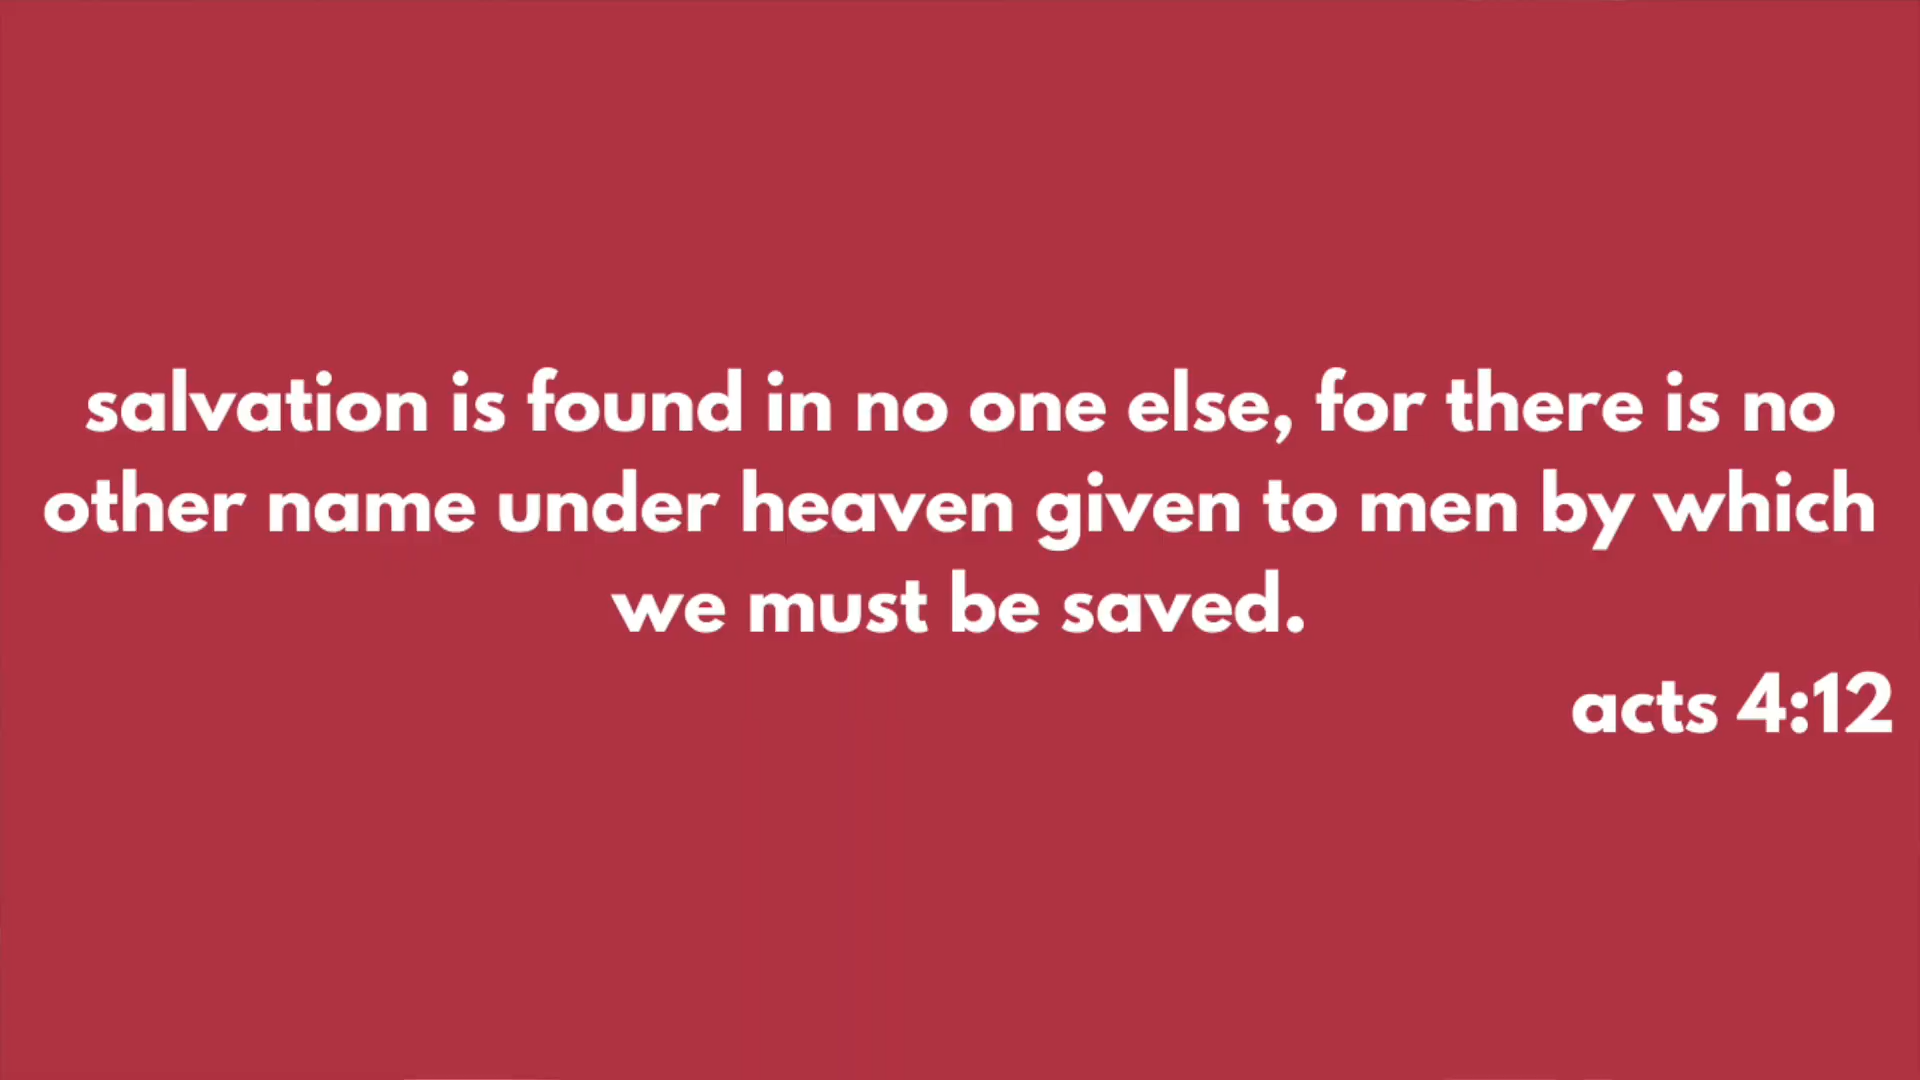 salvation is found in no one else, for there is no
other name under heaven given to men by which
we must be saved.
acts 4:12